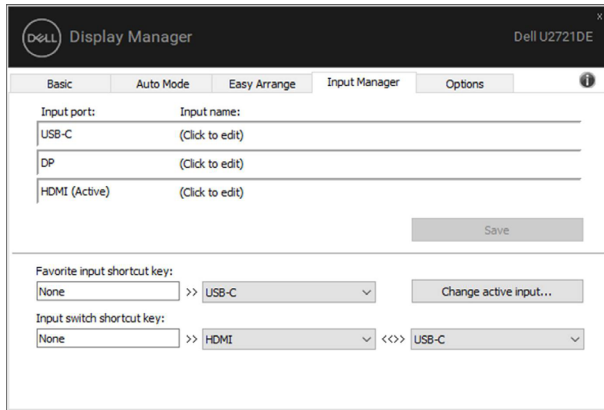 x
DELL Display Manager Dell U2721DE
Basic Auto Mode Easy Arrange Input Manager Options i
Input port: Input name:
USB-C (Click to edit)
DP (Click to edit)
HDMI (Active) (Click to edit)
Save
Favorite input shortcut key:
None >> USB-C Change active input...
Input switch shortcut key:
None >> HDMI <<>> USB-C